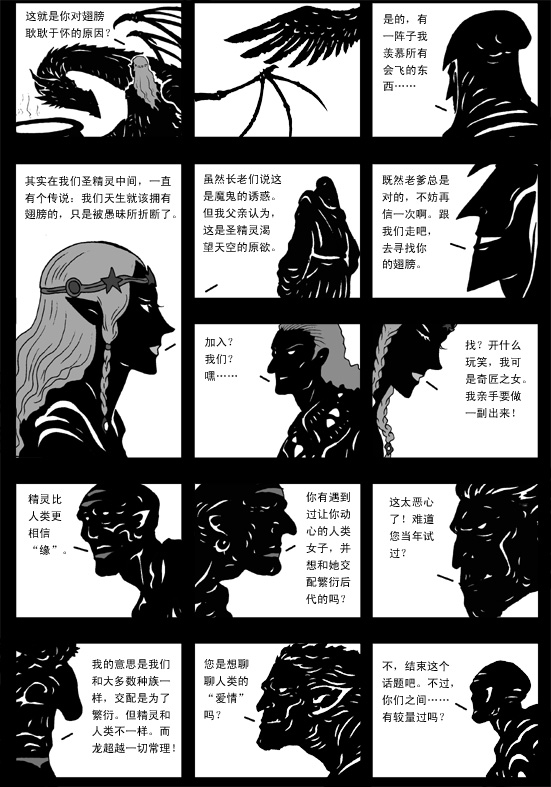 这就是你对翅膀
耿耿于怀的原因？
是的，有
一阵子我
羡慕所有
会飞的东
西……
其实在我们圣精灵中间，一直
有个传说：我们天生就该拥有
翅膀的，只是被愚昧所折断了。
虽然长老们说这
是魔鬼的诱惑。
但我父亲认为，
这是圣精灵渴
望天空的原欲。
既然老爹总是
对的，不妨再
信一次啊。跟
我们走吧，
去寻找你
的翅膀。
加入？
我们？
嘿……
找？开什么
玩笑，我可
是奇匠之女。
我亲手要做
一副出来！
精灵比
人类更
相信
“缘”。
你有遇到
过让你动
心的人类
女子，并
想和她交
配繁衍后
代的吗？
这太恶心
了！难道
您当年试
过？
我的意思是我们
和大多数种族一
样，交配是为了
繁衍。但精灵和
人类不一样。而
龙超越一切常理！
您是想聊
聊人类的
“爱情”
吗？
不，结束这个
话题吧。不过，
你们之间……
有较量过吗？